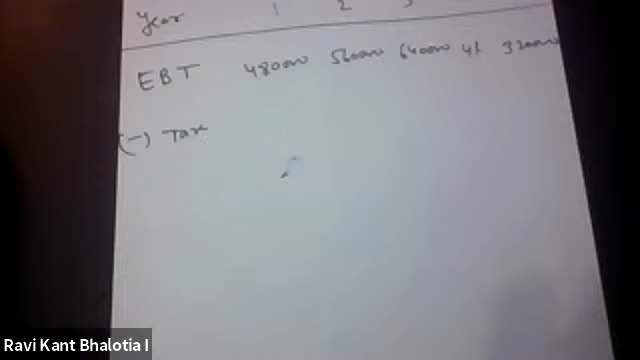 Year 1 2 3
EBT 480000 560000 640000 4L 320000
(-) Tax
Ravi Kant Bhalotia I